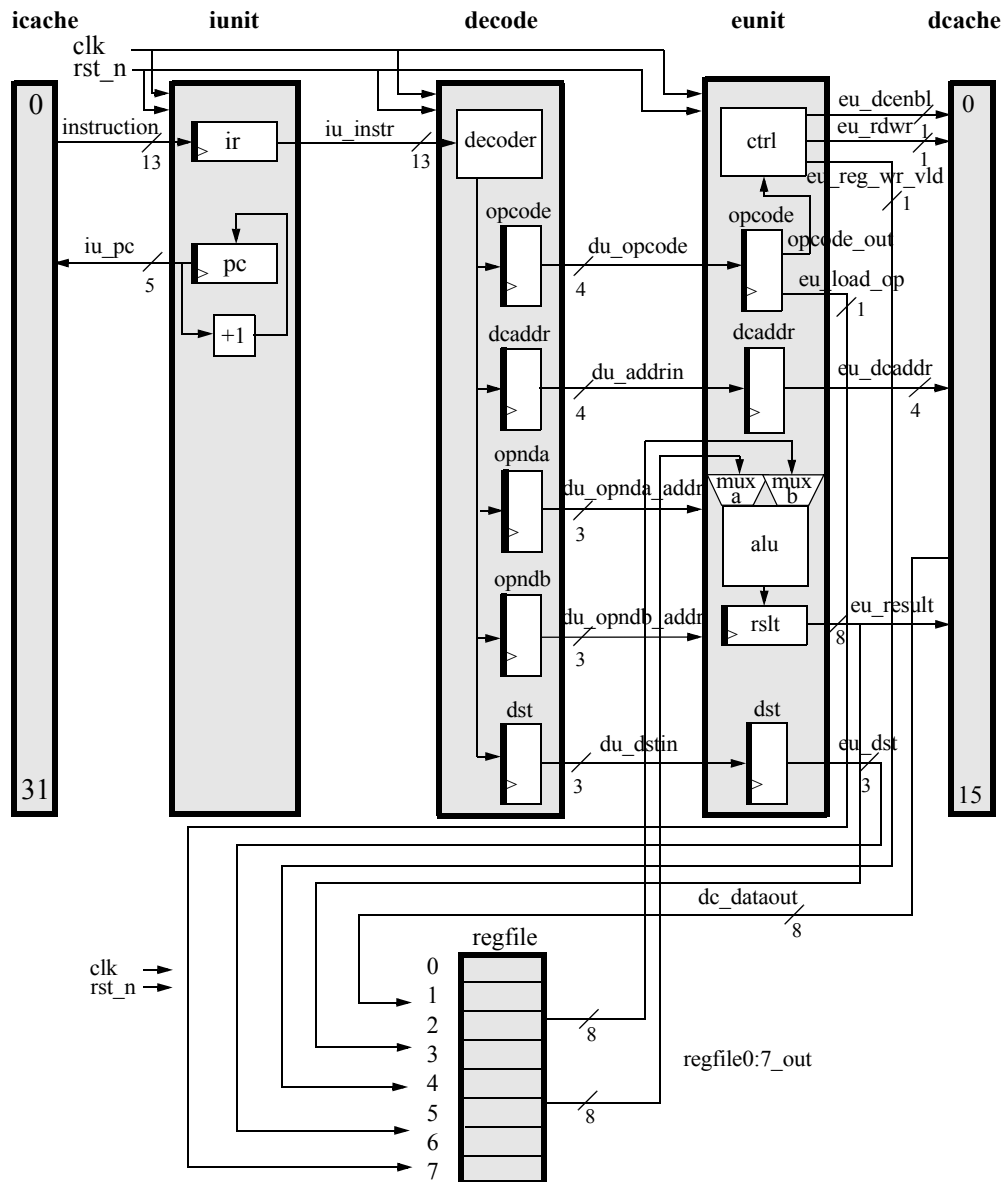 icache iunit decode eunit dcache
clk
rst_n
0
31
instruction
13
ir
iu_instr
13
decoder
iu_pc
5
pc
+1
opcode
du_opcode
4
dcaddr
du_addrin
4
opnda
du_opnda_addr
3
opndb
du_opndb_addr
3
dst
du_dstin
3
ctrl
opcode
opcode_out
eu_load_op
1
dcaddr
mux
a
mux
b
alu
rslt
dst
eu_dcenbl
eu_rdwr
1
1
eu_reg_wr_vld
1
eu_dcaddr
4
eu_result
8
eu_dst
3
0
15
dc_dataout
8
regfile
clk
rst_n
0
1
2
3
4
5
6
7
8
8
regfile0:7_out